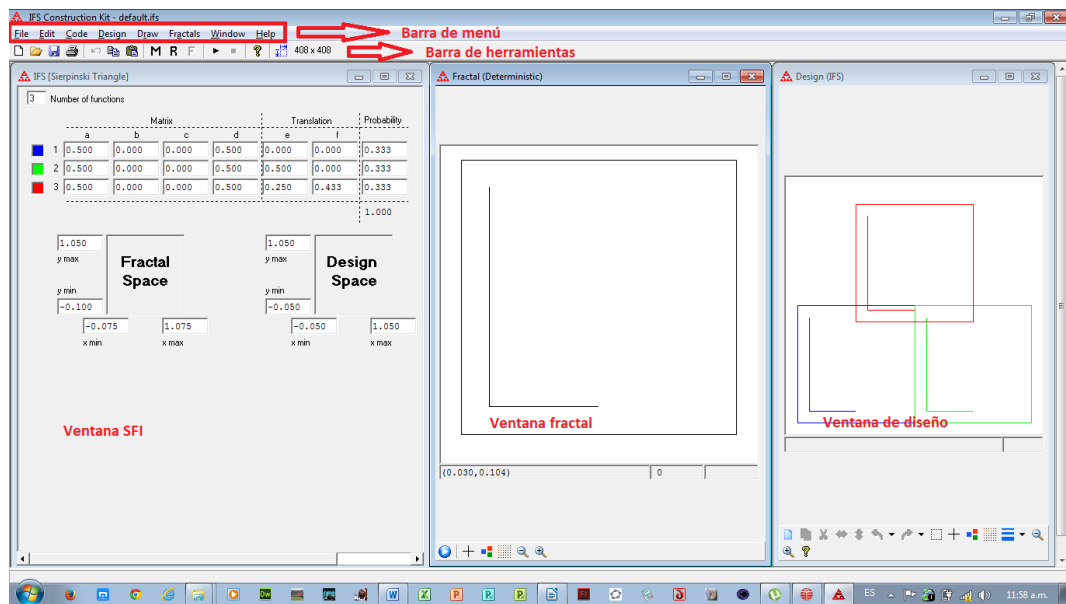 IFS Construction Kit - default.ifs
File Edit Code Design Draw Fractals Window Help
Barra de menú
M R F ? 408 x 408
Barra de herramientas
IFS [Sierpinski Triangle]
3 Number of functions
Matrix Translation Probability
a b c d e f
1 0.500 0.000 0.000 0.500 0.000 0.000 0.333
2 0.500 0.000 0.000 0.500 0.500 0.000 0.333
3 0.500 0.000 0.000 0.500 0.250 0.433 0.333
1.000
1.050
y max
Fractal
Space
y min
-0.100
-0.075 1.075
x min x max
1.050
y max
Design
Space
y min
-0.050
-0.050 1.050
x min x max
Ventana SFI
Fractal (Deterministic)
Ventana fractal
(0.030,0.104) 0
Design (IFS)
Ventana de diseño
ES 11:58 a.m.